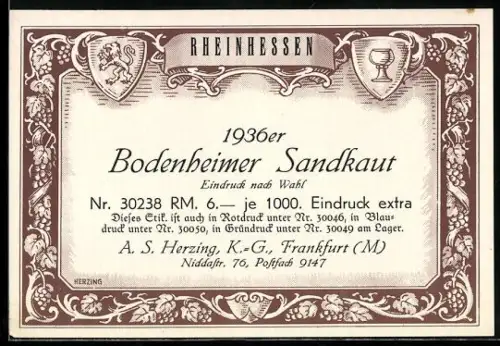 RHEINHESSEN
1936er
Bodenheimer Sandkaut
Eindruck nach Wahl
Nr. 30238 RM. 6.— je 1000. Eindruck extra
Dieses Etik. ist auch in Rotdruck unter Nr. 30046, in Blau-
druck unter Nr. 30050, in Gründruck unter Nr. 30049 am Lager.
A. S. Herzing, K.-G., Frankfurt (M)
Niddastr. 76, Postfach 9147
HERZING